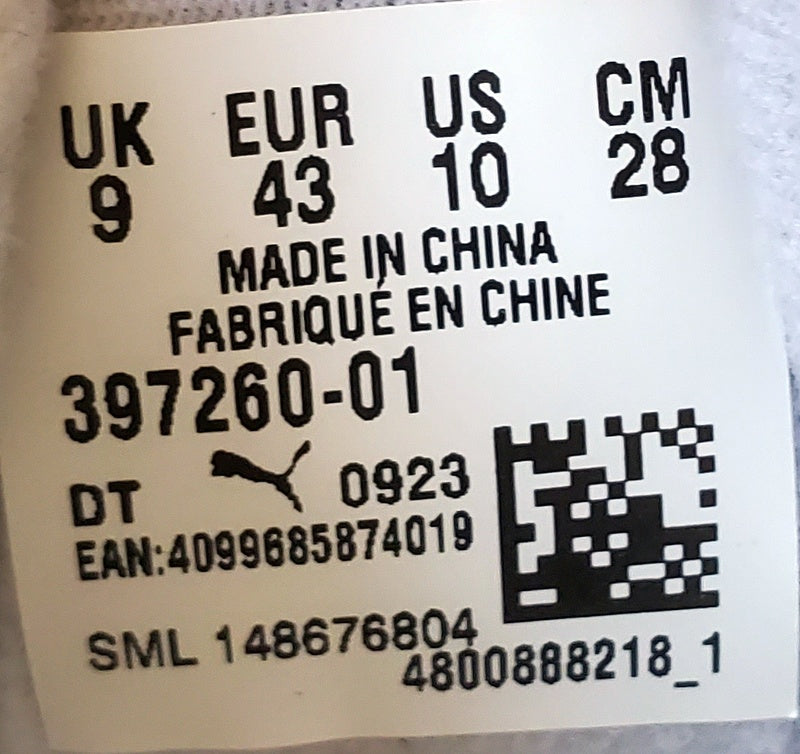 UK EUR US CM
9 43 10 28
MADE IN CHINA
FABRIQUÉ EN CHINE
397260-01
DT 0923
EAN:4099685874019
SML 148676804
4800888218_1